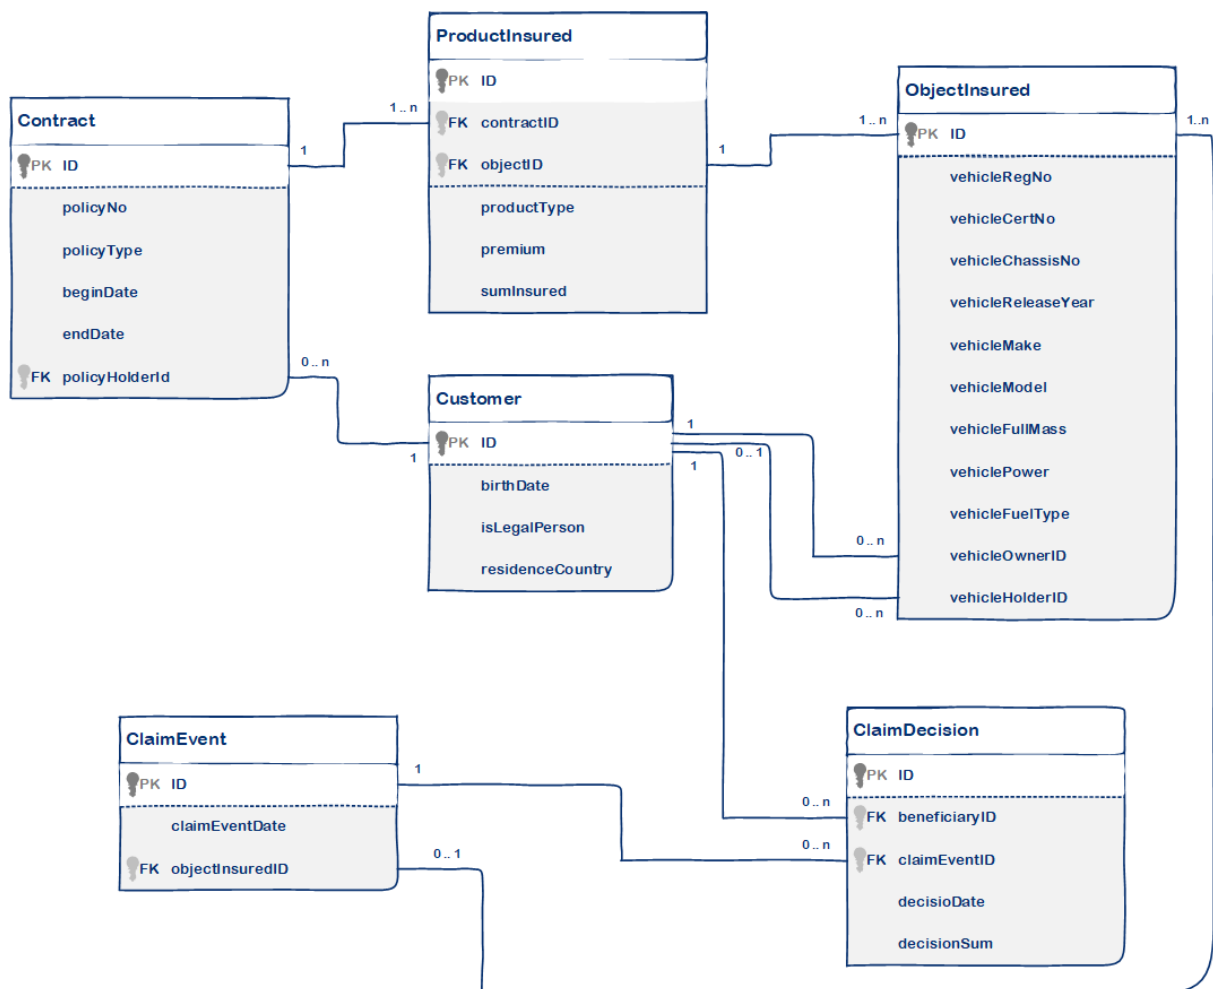 ProductInsured
PK ID
FK contractID
FK objectID
productType
premium
sumInsured
Contract
PK ID
policyNo
policyType
beginDate
endDate
FK policyHolderId
1
1.. n
1
1.. n
ObjectInsured
PK ID
vehicleRegNo
vehicleCertNo
vehicleChassisNo
vehicleReleaseYear
vehicleMake
vehicleModel
vehicleFullMass
vehiclePower
vehicleFuelType
vehicleOwnerID
vehicleHolderID
1..n
0.. n
1
Customer
PK ID
birthDate
isLegalPerson
residenceCountry
1
0.. 1
1
0.. n
0.. n
ClaimEvent
PK ID
claimEventDate
FK objectInsuredID
1
0.. 1
ClaimDecision
PK ID
FK beneficiaryID
FK claimEventID
decisioDate
decisionSum
0.. n
0.. n